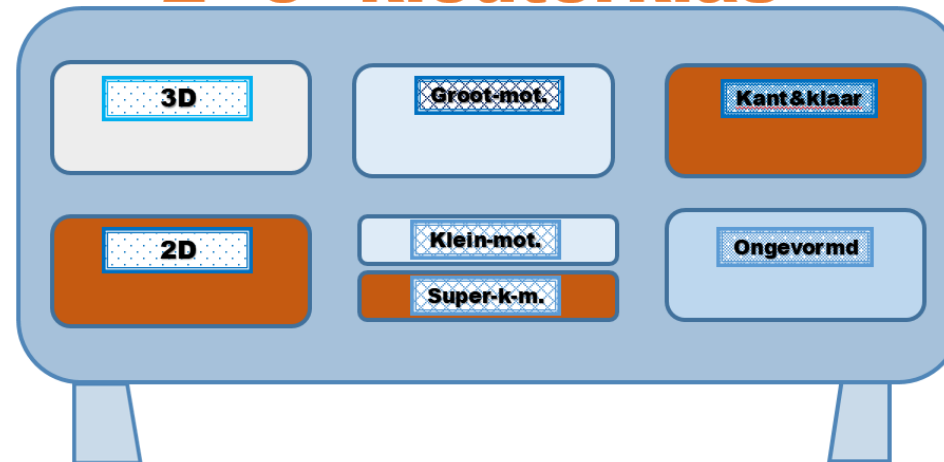 3D
Groot-mot.
Kant&klaar
2D
Klein-mot.
Super-k-m.
Ongevormd